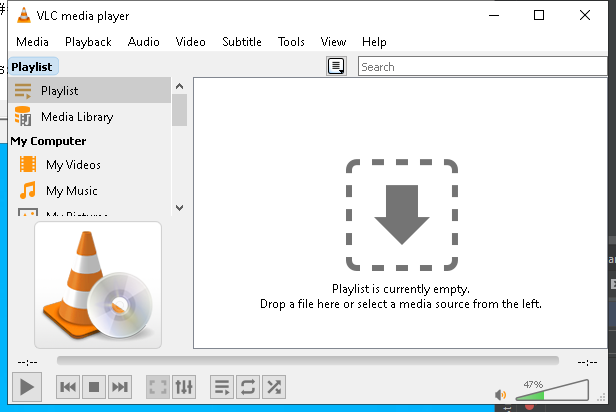 VLC media player
Media Playback Audio Video Subtitle Tools View Help
Playlist
Search
Playlist
Media Library
My Computer
My Videos
My Music
My Pictures
Playlist is currently empty.
Drop a file here or select a media source from the left.
--:-- --:--
47%